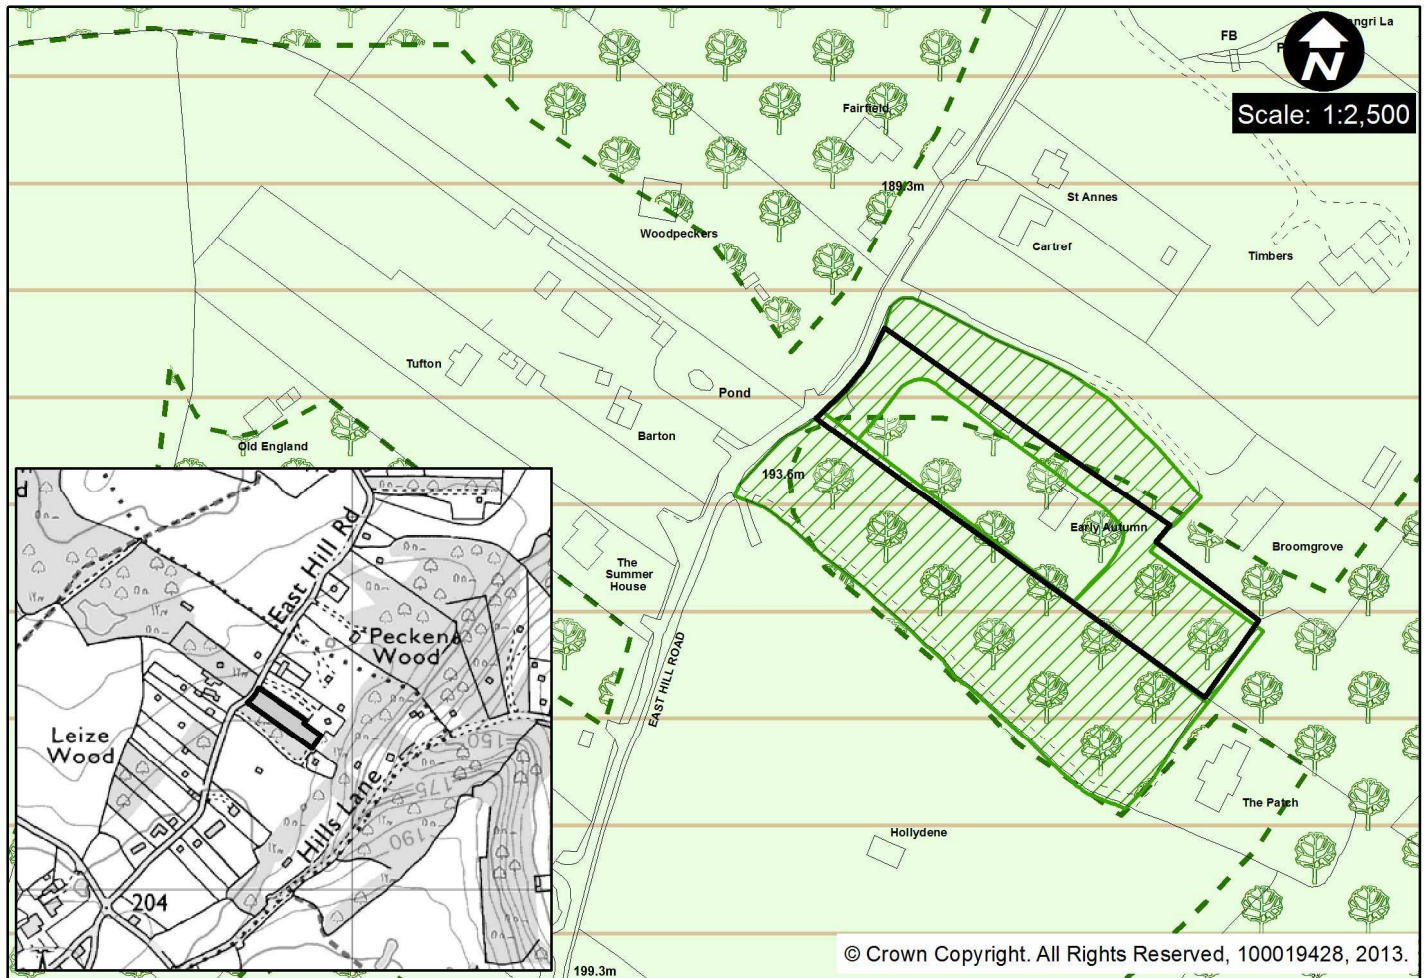 FB
N
Scale: 1:2,500
Fairfield
189.3m
St Annes
Woodpeckers
Cartref
Timbers
Tufton
Pond
Barton
Old England
193.6m
Early Autumn
Broomgrove
The
Summer
House
EAST HILL ROAD
The Patch
Hollydene
199.3m
East Hill Rd
Peckens
Wood
Leize
Wood
Hills Lane
150
175
190
204
© Crown Copyright. All Rights Reserved, 100019428, 2013.